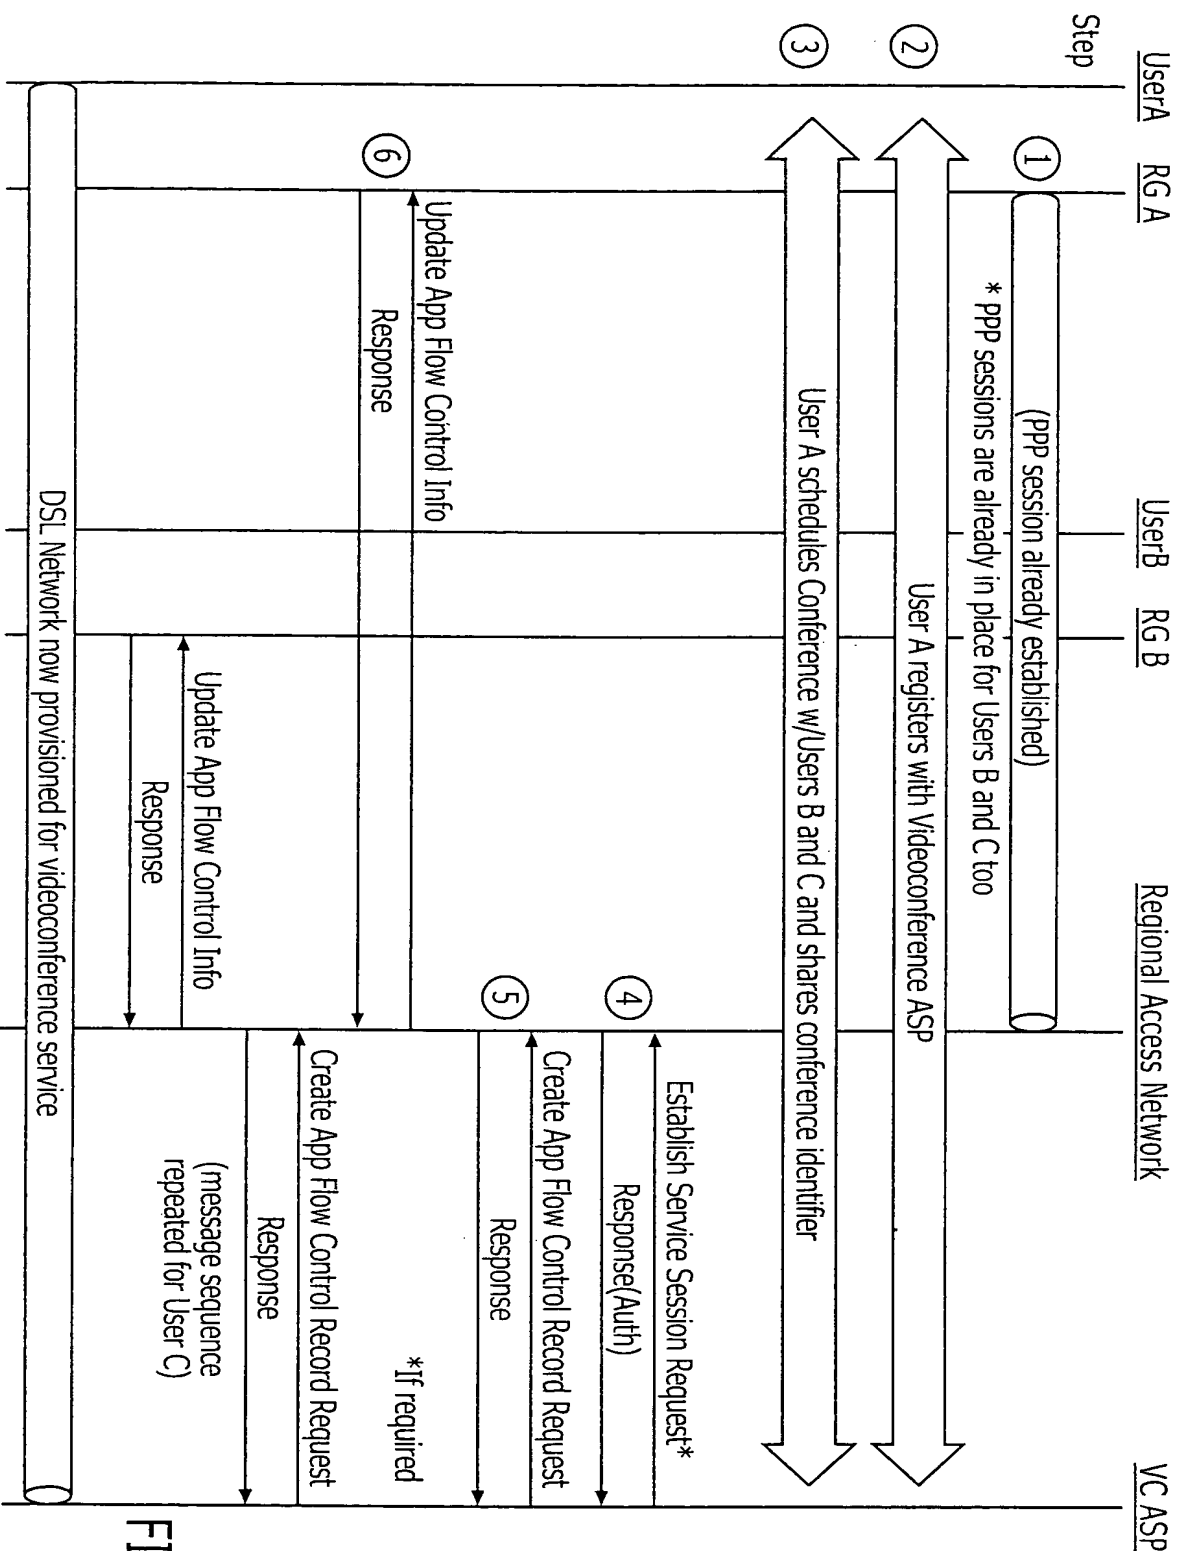 UserA
RG A
UserB
RG B
Regional Access Network
VC ASP
Step
1
(PPP session already established)
* PPP sessions are already in place for Users B and C too
2
User A registers with Videoconference ASP
3
User A schedules Conference w/Users B and C and shares conference identifier
4
Establish Service Session Request*
Response(Auth)
5
Create App Flow Control Record Request
Response
6
Update App Flow Control Info
Response
*If required
Create App Flow Control Record Request
Response
Update App Flow Control Info
Response
(message sequence
repeated for User C)
DSL Network now provisioned for videoconference service